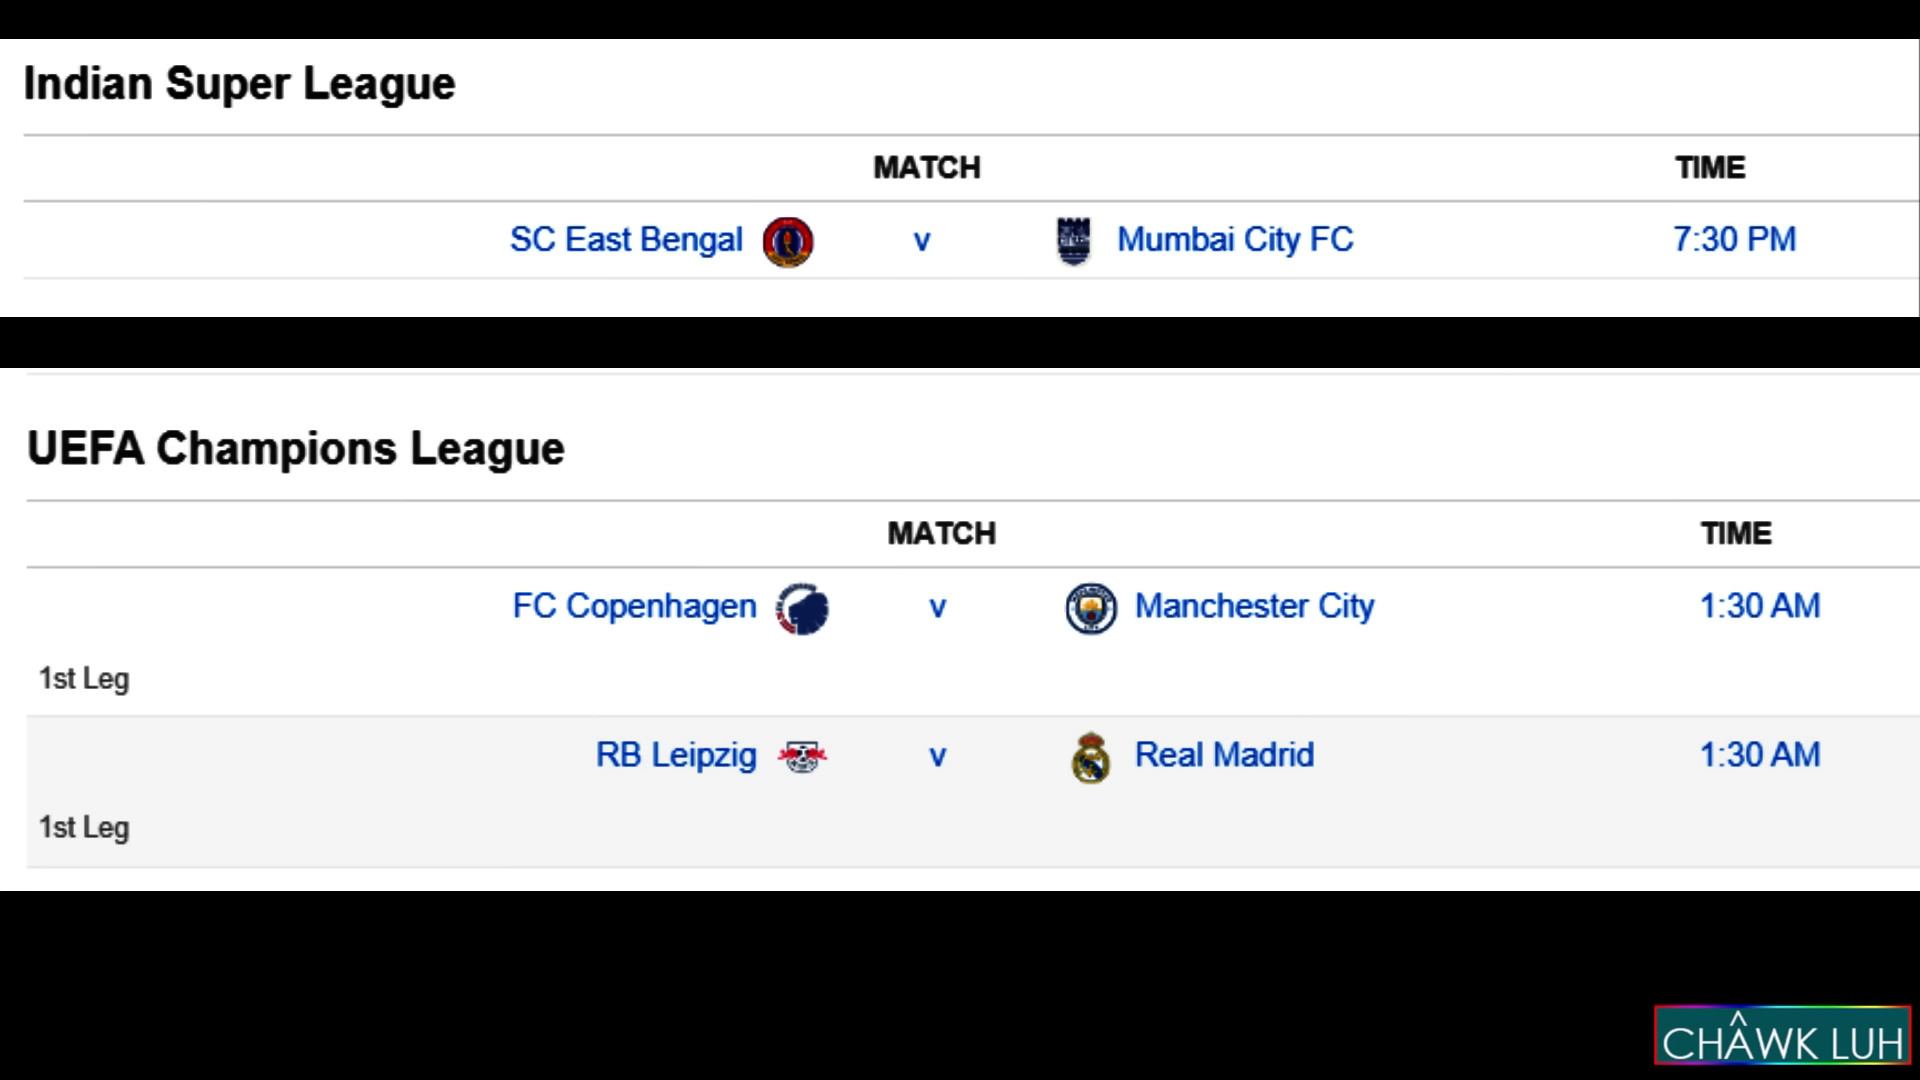 Indian Super League
MATCH TIME
SC East Bengal v Mumbai City FC 7:30 PM
UEFA Champions League
MATCH TIME
FC Copenhagen v Manchester City 1:30 AM
1st Leg
RB Leipzig v Real Madrid 1:30 AM
1st Leg
CHÂWK LUH